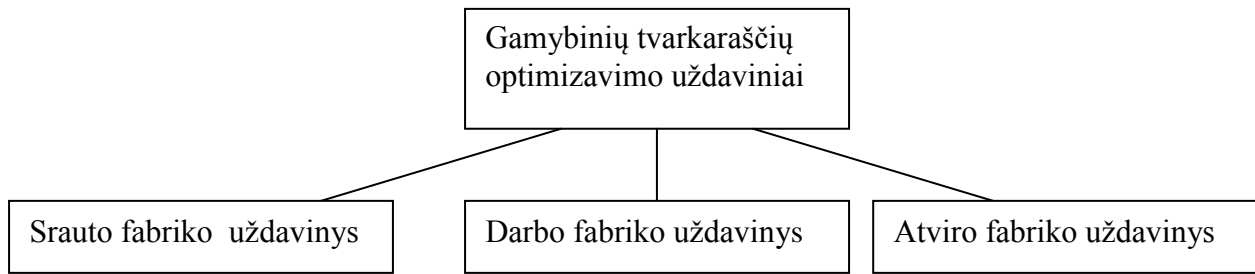 Gamybinių tvarkaraščių
optimizavimo uždaviniai
Srauto fabriko  uždavinys
Darbo fabriko uždavinys
Atviro fabriko uždavinys